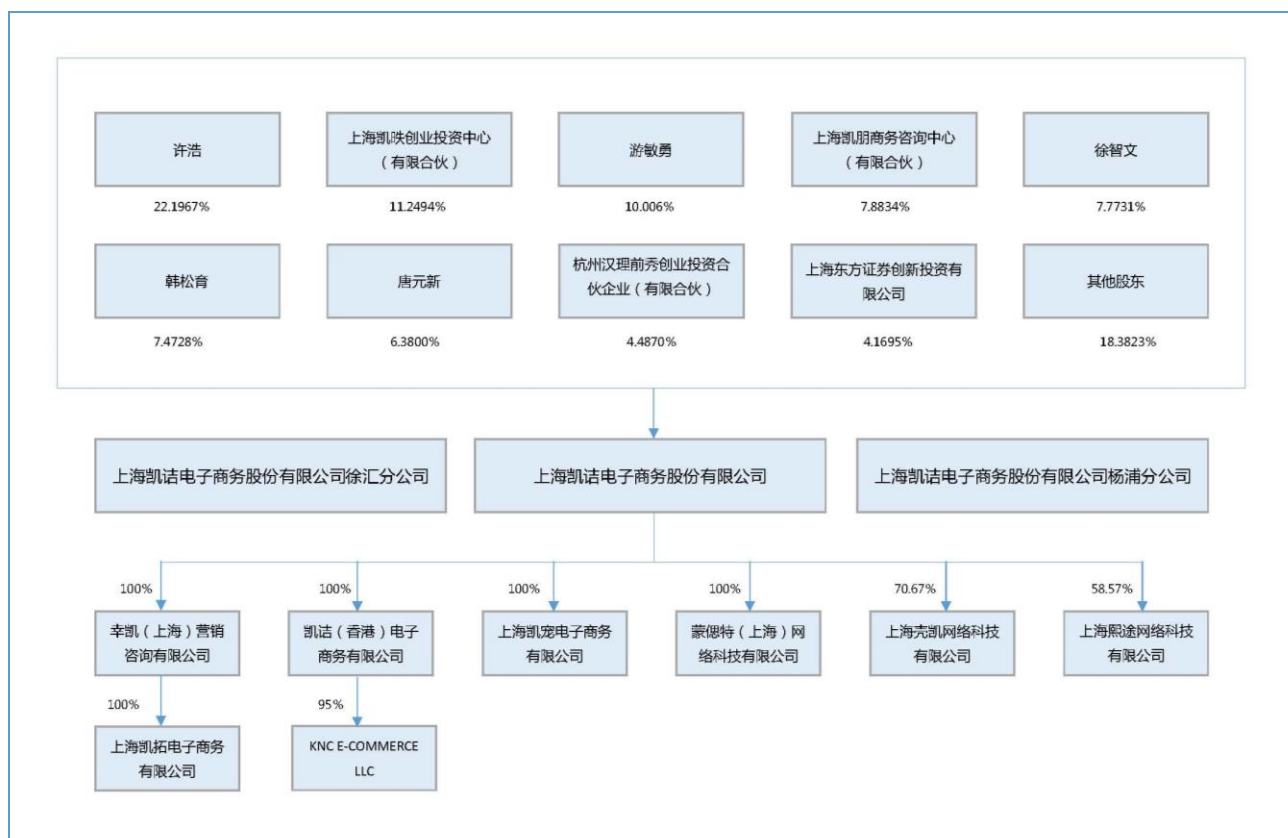 许浩
上海凯昳创业投资中心
（有限合伙）
游敏勇
上海凯朋商务咨询中心
（有限合伙）
徐智文
22.1967%
11.2494%
10.006%
7.8834%
7.7731%
韩松育
唐元新
杭州汉理前秀创业投资合
伙企业（有限合伙）
上海东方证券创新投资有
限公司
其他股东
7.4728%
6.3800%
4.4870%
4.1695%
18.3823%
上海凯诘电子商务股份有限公司徐汇分公司
上海凯诘电子商务股份有限公司
上海凯诘电子商务股份有限公司杨浦分公司
100%
100%
100%
100%
70.67%
58.57%
幸凯（上海）营销
咨询有限公司
凯诘（香港）电子
商务有限公司
上海凯宠电子商务
有限公司
蒙偲特（上海）网
络科技有限公司
上海壳凯网络科技
有限公司
上海熙途网络科技
有限公司
100%
95%
上海凯拓电子商务
有限公司
KNC E-COMMERCE
LLC